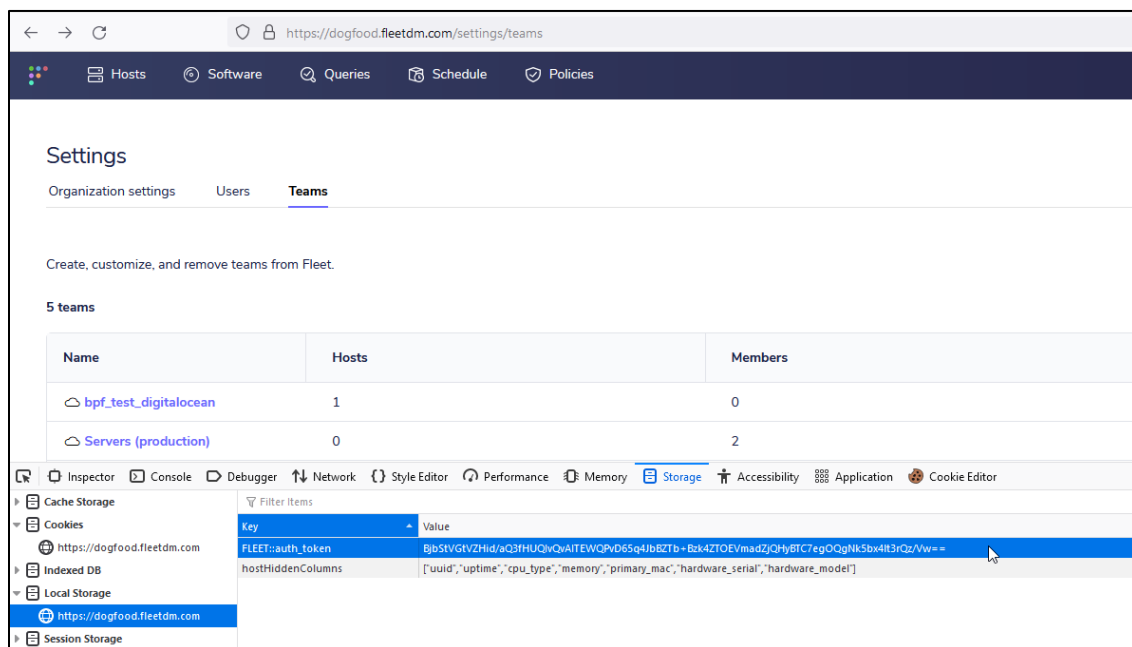 https://dogfood.fleetdm.com/settings/teams
Hosts Software Queries Schedule Policies
Settings
Organization settings Users Teams
Create, customize, and remove teams from Fleet.
5 teams
Name Hosts Members
bpf_test_digitalocean 1 0
Servers (production) 0 2
Inspector Console Debugger Network Style Editor Performance Memory Storage Accessibility Application Cookie Editor
Cache Storage Filter Items
Cookies Key Value
https://dogfood.fleetdm.com FLEET::auth_token
Indexed DB hostHiddenColumns ["uuid","uptime","cpu_type","memory","primary_mac","hardware_serial","hardware_model"]
Local Storage
https://dogfood.fleetdm.com
Session Storage